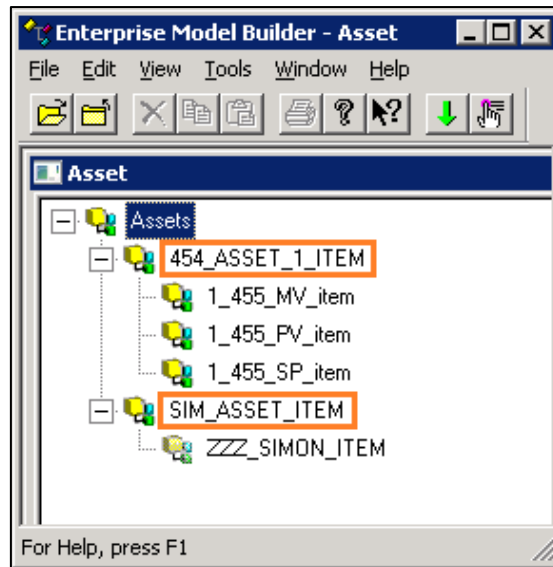 Enterprise Model Builder - Asset
File Edit View Tools Window Help
Asset
Assets
454_ASSET_1_ITEM
1_455_MV_item
1_455_PV_item
1_455_SP_item
SIM_ASSET_ITEM
ZZZ_SIMON_ITEM
For Help, press F1